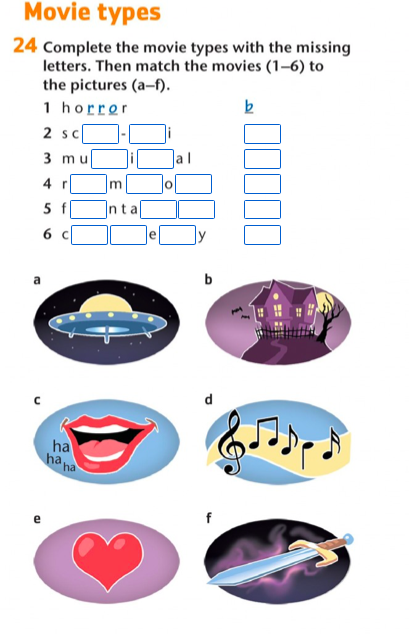 Movie types
24 Complete the movie types with the missing
letters. Then match the movies (1–6) to
the pictures (a–f).
1 horror b
2 sc - i
3 mu i al
4 r m o
5 f nta
6 c e y
a b
c d
ha
ha
ha
e f